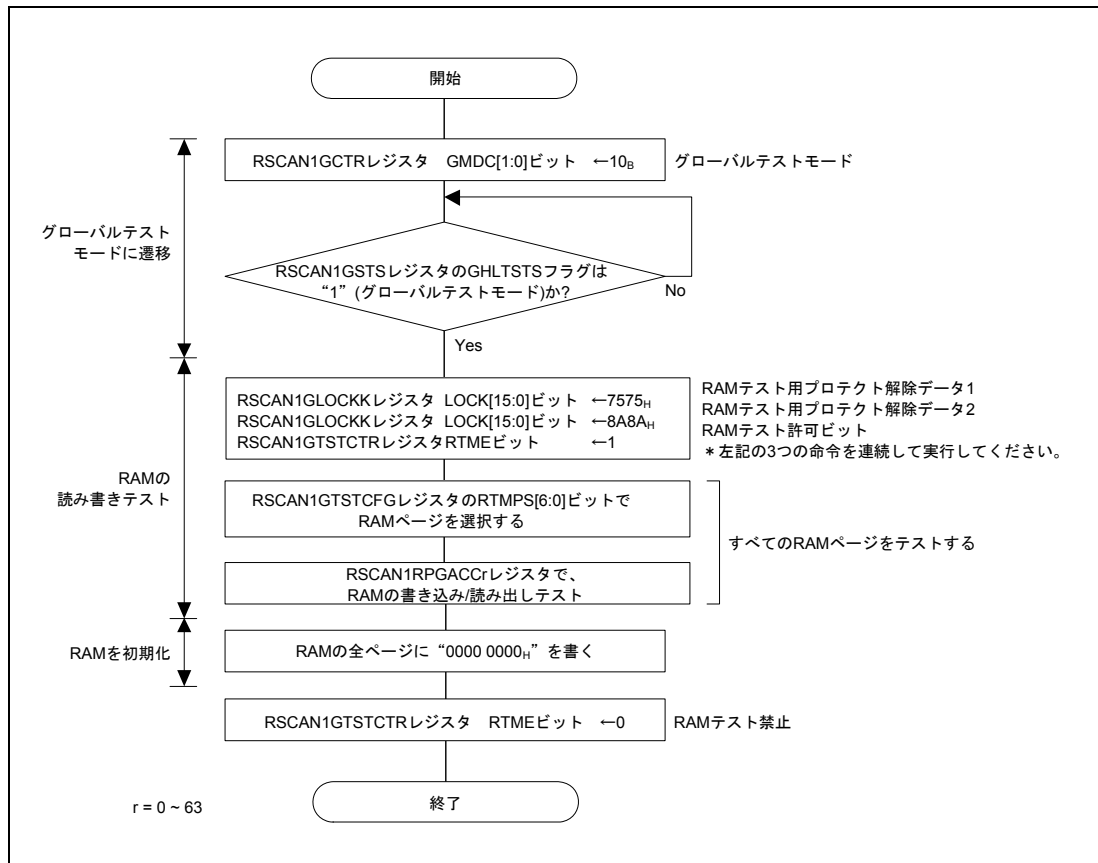 開始
RSCAN1GCTRレジスタ GMDC[1:0]ビット ←10B
グローバルテストモード
グローバルテスト
モードに遷移
RSCAN1GSTSレジスタのGHLTSTSフラグは
“1”(グローバルテストモード)か?
No
Yes
RSCAN1GLOCKKレジスタ LOCK[15:0]ビット ←7575H
RSCAN1GLOCKKレジスタ LOCK[15:0]ビット ←8A8AH
RSCAN1GTSTCTRレジスタRTMEビット ←1
RAMテスト用プロテクト解除データ1
RAMテスト用プロテクト解除データ2
RAMテスト許可ビット
*左記の3つの命令を連続して実行してください。
RAMの
読み書きテスト
RSCAN1GTSTCFGレジスタのRTMPS[6:0]ビットで
RAMページを選択する
すべてのRAMページをテストする
RSCAN1RPGACCrレジスタで、
RAMの書き込み/読み出しテスト
RAMを初期化
RAMの全ページに“0000 0000H”を書く
RSCAN1GTSTCTRレジスタ RTMEビット ←0
RAMテスト禁止
終了
r = 0 ~ 63